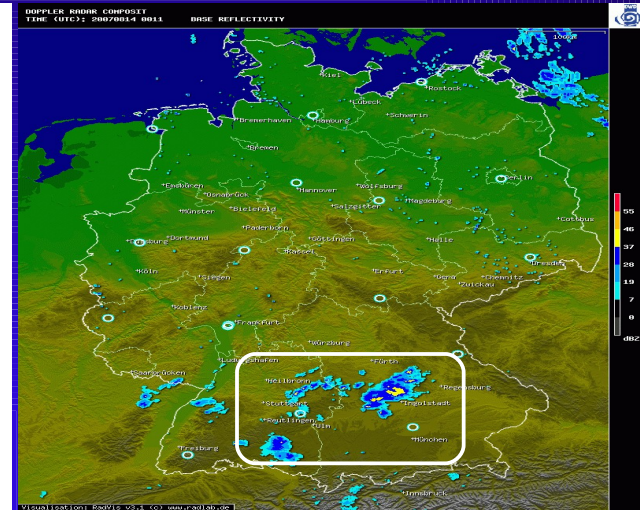 DOPPLER RADAR COMPOSIT
TIME (UTC): 20070814 0011 BASE REFLECTIVITY
Kiel
Rostock
Lübeck
Hamburg
Schwerin
Bremerhaven
Bremen
Berlin
Emsbüren
Osnabrück
Hannover
Wolfsburg
Münster
Bielefeld
Salzgitter
Magdeburg
Cottbus
Paderborn
Duisburg
Dortmund
Göttingen
Halle
Kassel
Dresden
Köln
Siegen
Erfurt
Gera
Chemnitz
Zwickau
Koblenz
Frankfurt
Würzburg
Ludwigshafen
Fürth
Saarbrücken
Heilbronn
Regensburg
Stuttgart
Ingolstadt
Reutlingen
Ulm
München
Freiburg
Innsbruck
55
46
37
28
19
7
0
dBZ
Visualisation: RadVis v3.1 (c) www.radlab.de